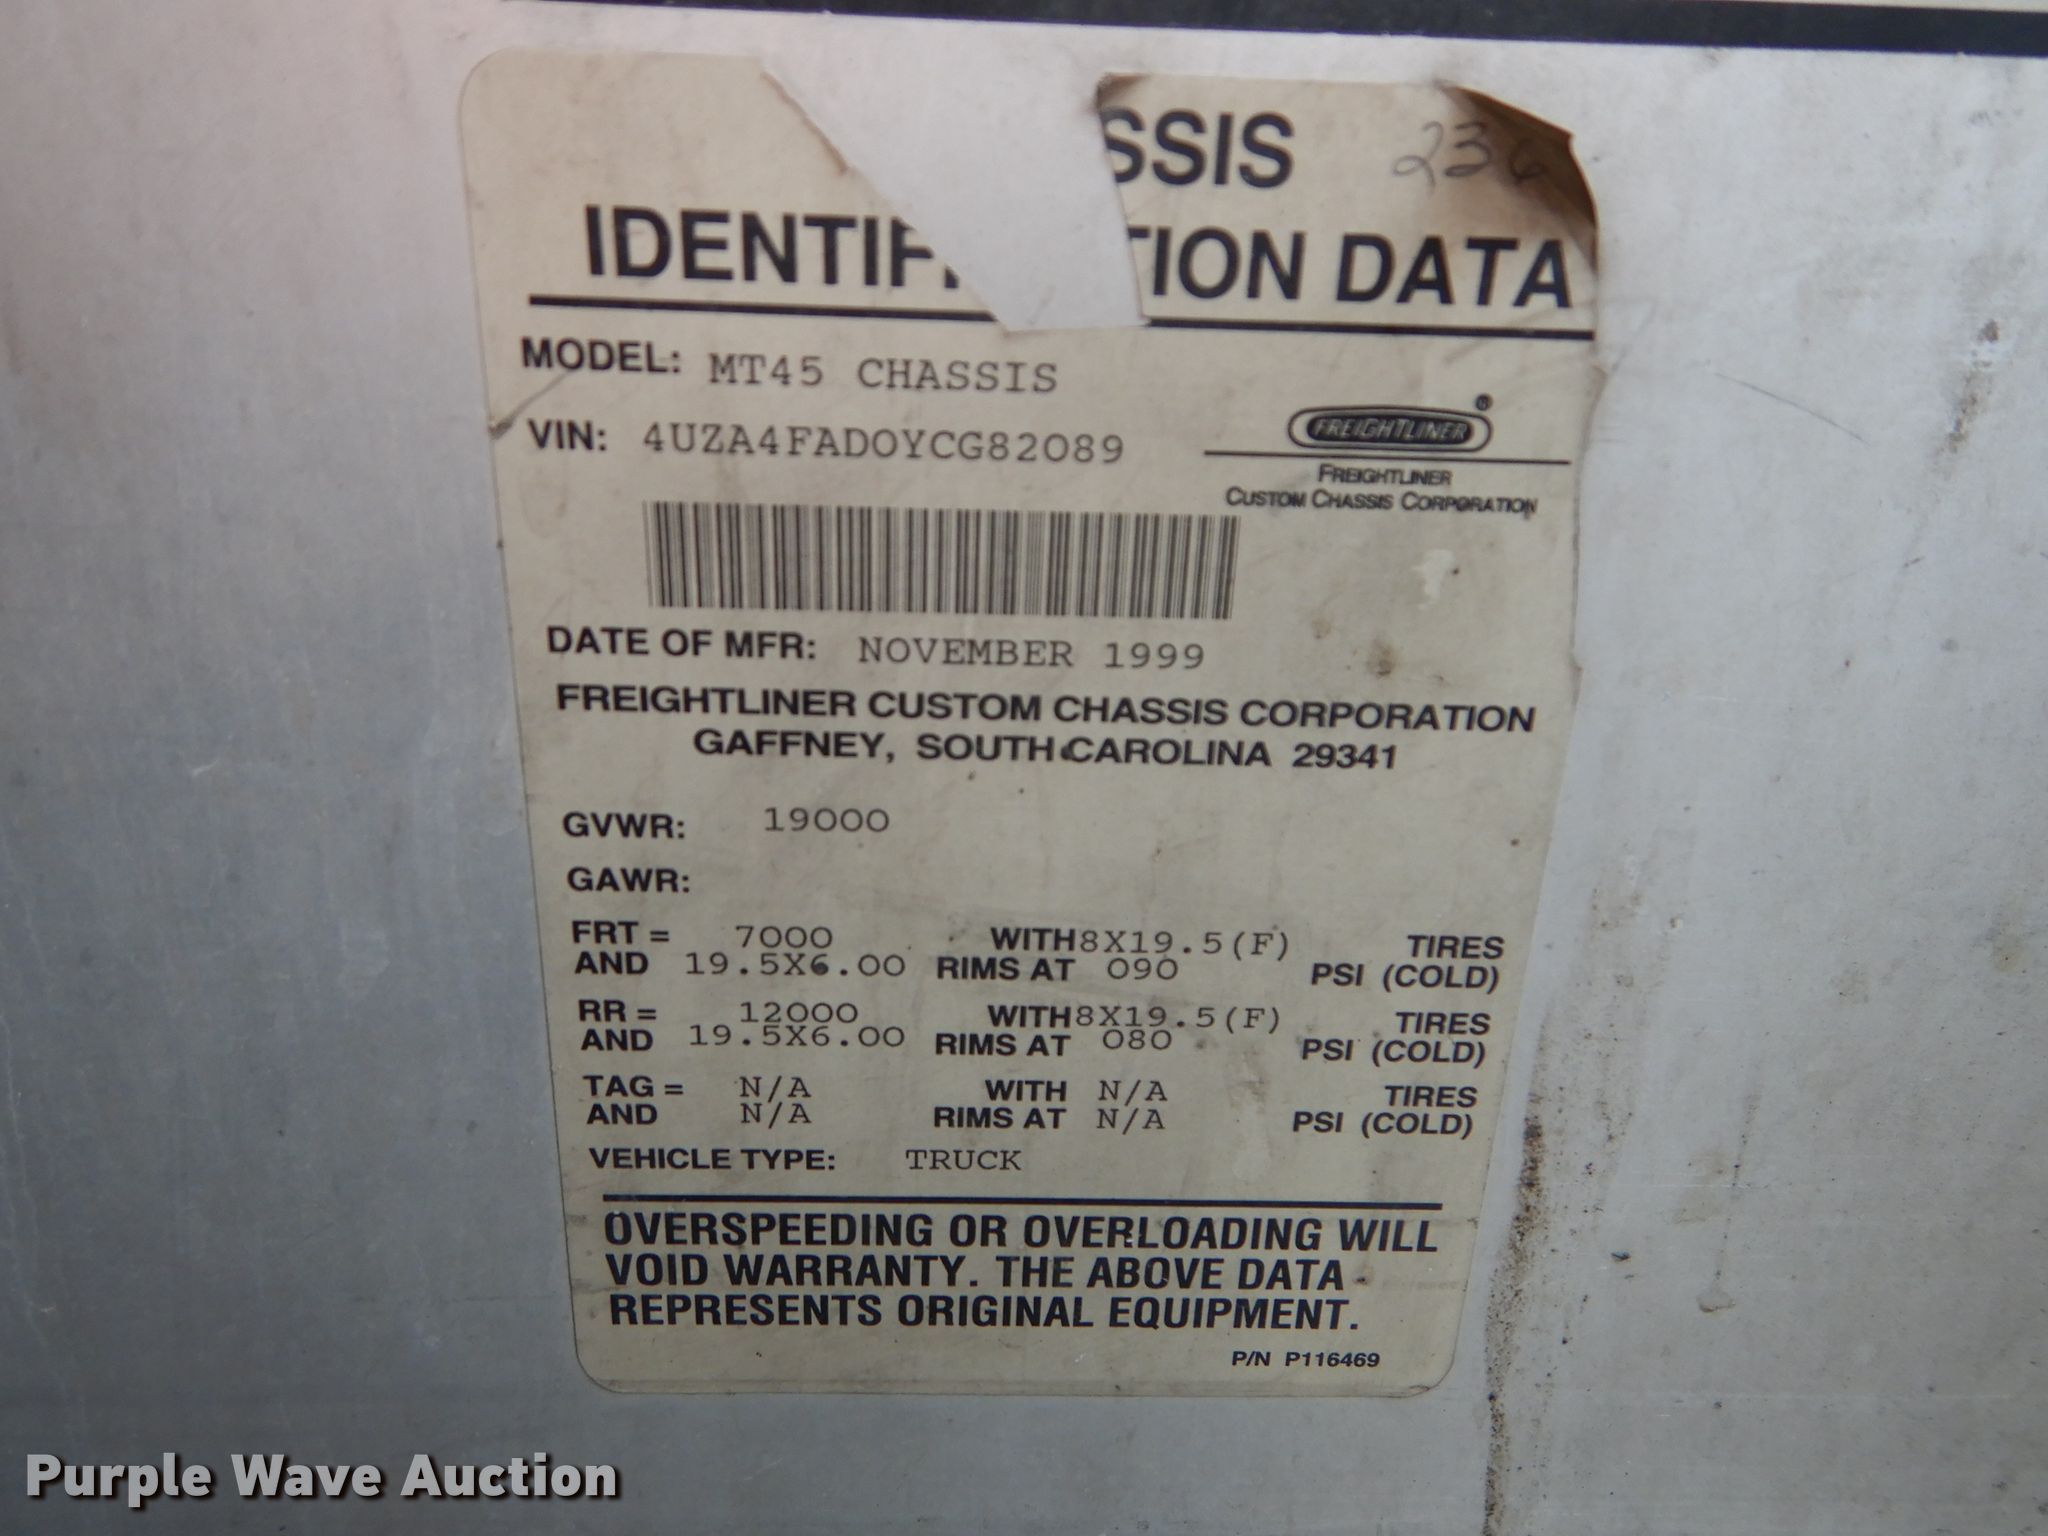 SSIS 236
IDENTIF TION DATA
MODEL: MT45 CHASSIS
VIN: 4UZA4FAD0YCG82089
FREIGHTLINER ®
FREIGHTLINER
CUSTOM CHASSIS CORPORATION
DATE OF MFR: NOVEMBER 1999
FREIGHTLINER CUSTOM CHASSIS CORPORATION
GAFFNEY, SOUTH CAROLINA 29341
GVWR: 19000
GAWR:
FRT = 7000 WITH 8X19.5(F) TIRES
AND 19.5X6.00 RIMS AT 090 PSI (COLD)
RR = 12000 WITH 8X19.5(F) TIRES
AND 19.5X6.00 RIMS AT 080 PSI (COLD)
TAG = N/A WITH N/A TIRES
AND N/A RIMS AT N/A PSI (COLD)
VEHICLE TYPE: TRUCK
OVERSPEEDING OR OVERLOADING WILL
VOID WARRANTY. THE ABOVE DATA
REPRESENTS ORIGINAL EQUIPMENT.
P/N P116469
Purple Wave Auction